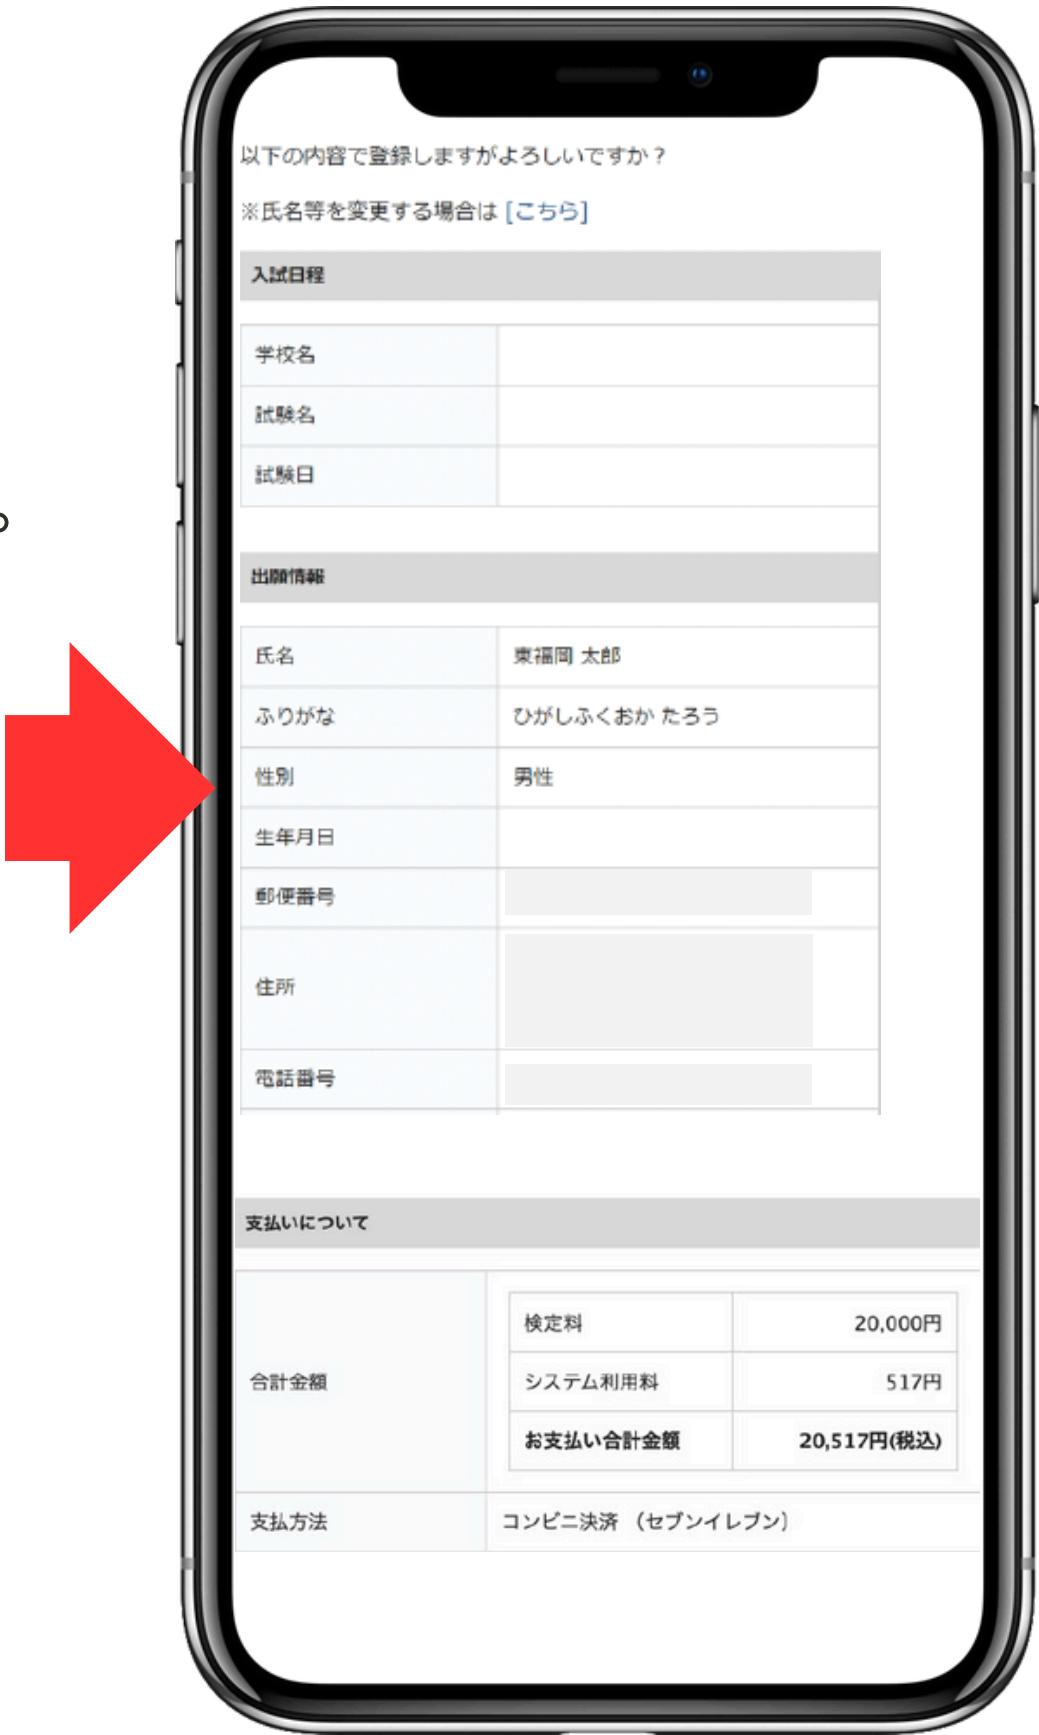 以下の内容で登録しますがよろしいですか？
※氏名等を変更する場合は [こちら]
入試日程
学校名
試験名
試験日
。
出願情報
氏名 東福岡 太郎
ふりがな ひがしふくおか たろう
性別 男性
生年月日
郵便番号
住所
電話番号
支払いについて
合計金額
検定料 20,000円
システム利用料 517円
お支払い合計金額 20,517円(税込)
支払方法 コンビニ決済 （セブンイレブン）